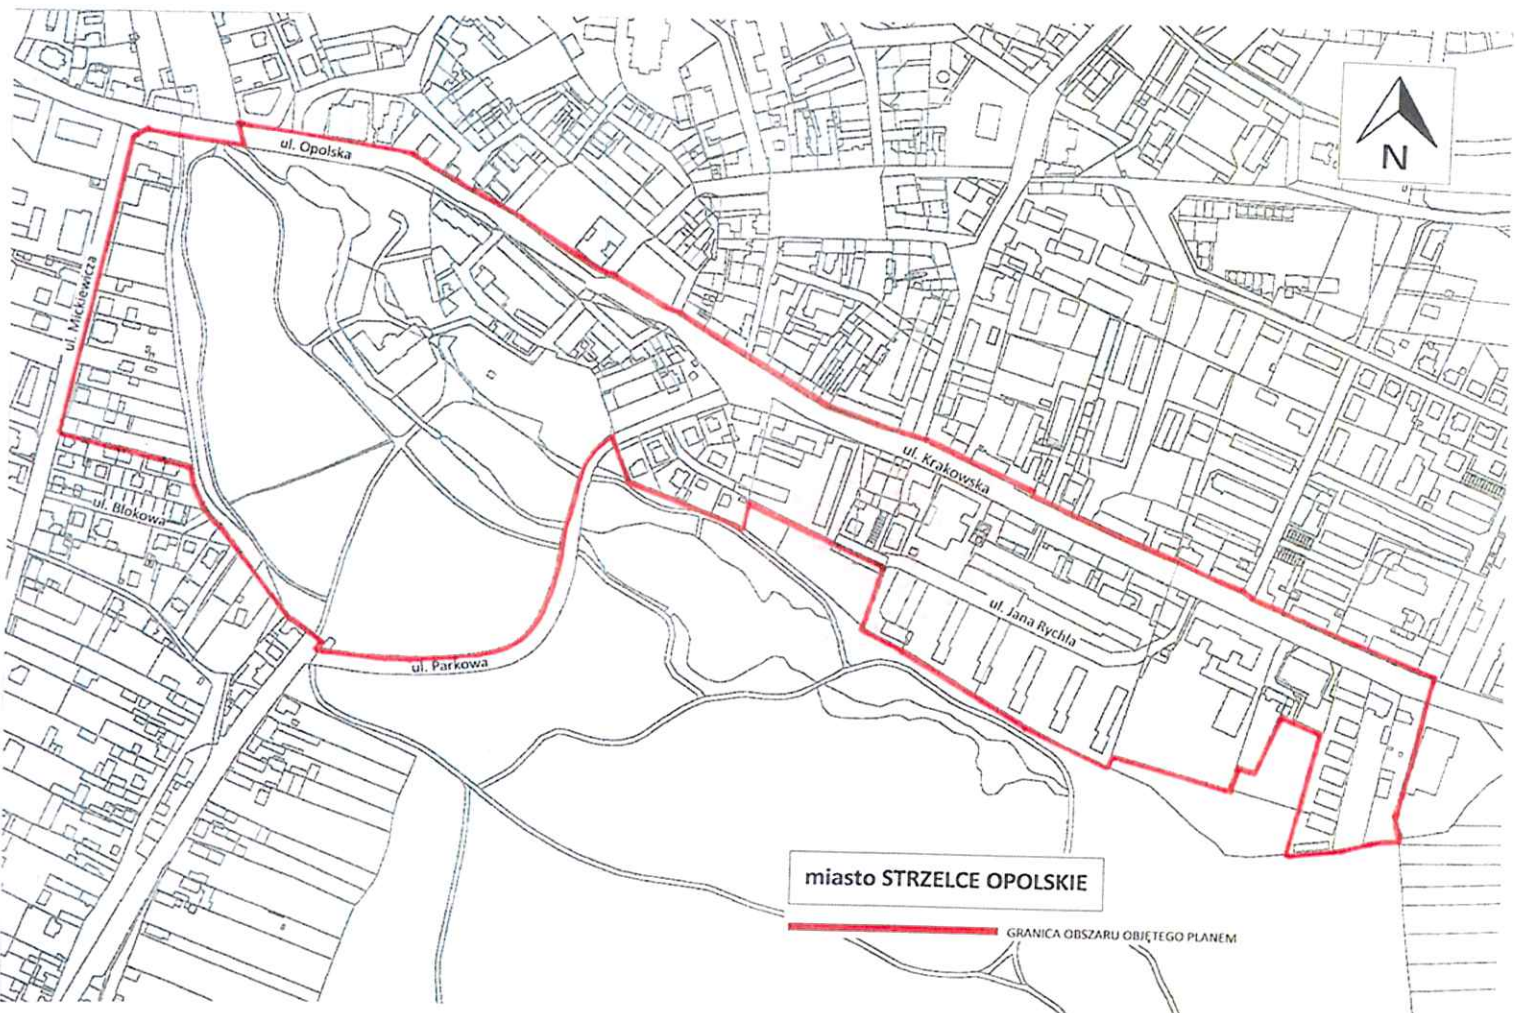 ul. Opolska
N
ul. Mickiewicza
ul. Krakowska
ul. Blokowa
ul. Jana Rychla
ul. Parkowa
miasto STRZELCE OPOLSKIE
GRANICA OBSZARU OBJĘTEGO PLANEM